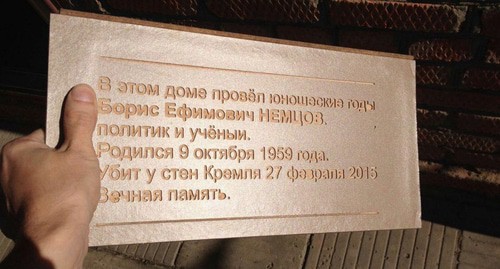 В этом доме провёл юношеские годы
Борис Ефимович НЕМЦОВ,
политик и учёный.
Родился 9 октября 1959 года.
Убит у стен Кремля 27 февраля 2015
Вечная память.